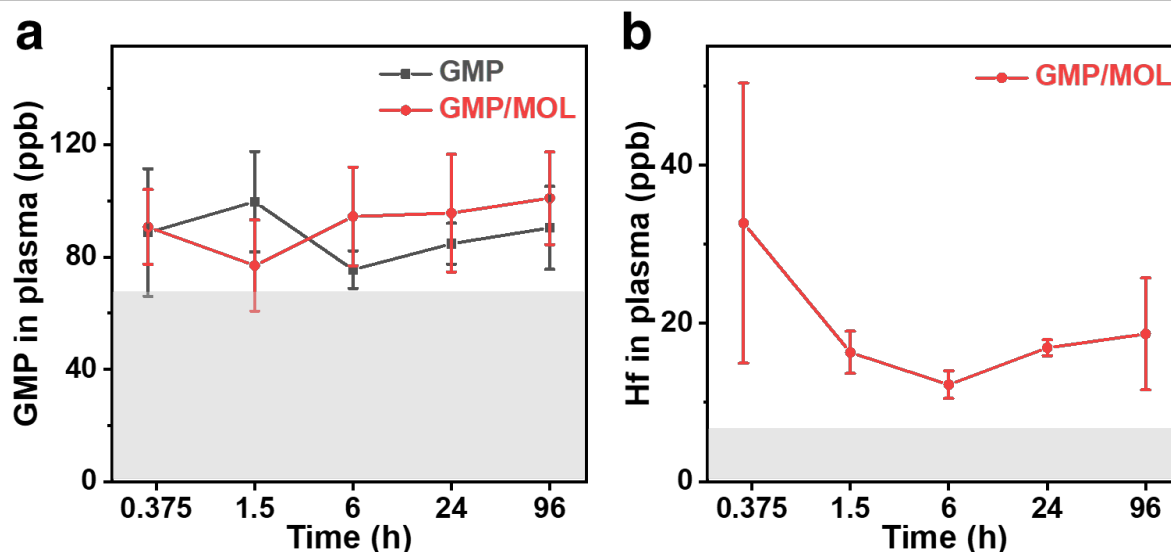 a
GMP
GMP/MOL
GMP in plasma (ppb)
120
80
40
0
0.375 1.5 6 24 96
Time (h)
b
GMP/MOL
Hf in plasma (ppb)
40
20
0
0.375 1.5 6 24 96
Time (h)